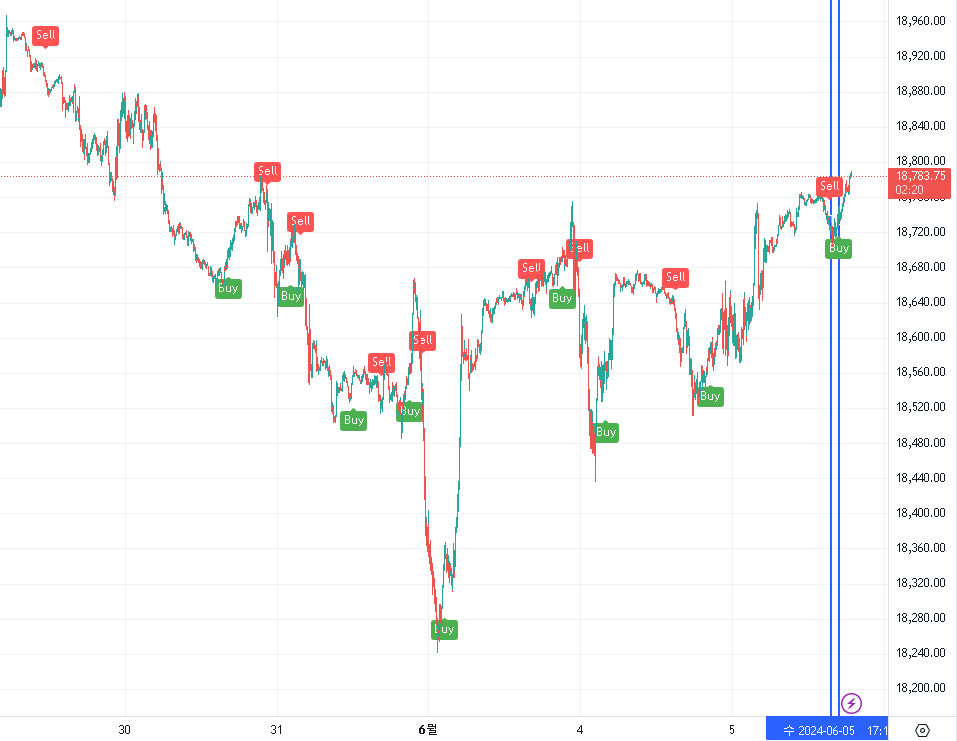 18,960.00
Sell
18,920.00
18,880.00
18,840.00
18,800.00
Sell
18,783.75
Sell
02:20
Sell
18,720.00
Buy
Sell
Sell
18,680.00
Sell
Buy
Buy
Buy
18,640.00
18,600.00
Sell
Sell
18,560.00
Buy
18,520.00
Buy
Buy
Buy
18,480.00
18,440.00
18,400.00
18,360.00
18,320.00
18,280.00
Buy
18,240.00
18,200.00
30
31
6월
4
5
수 2024-06-05